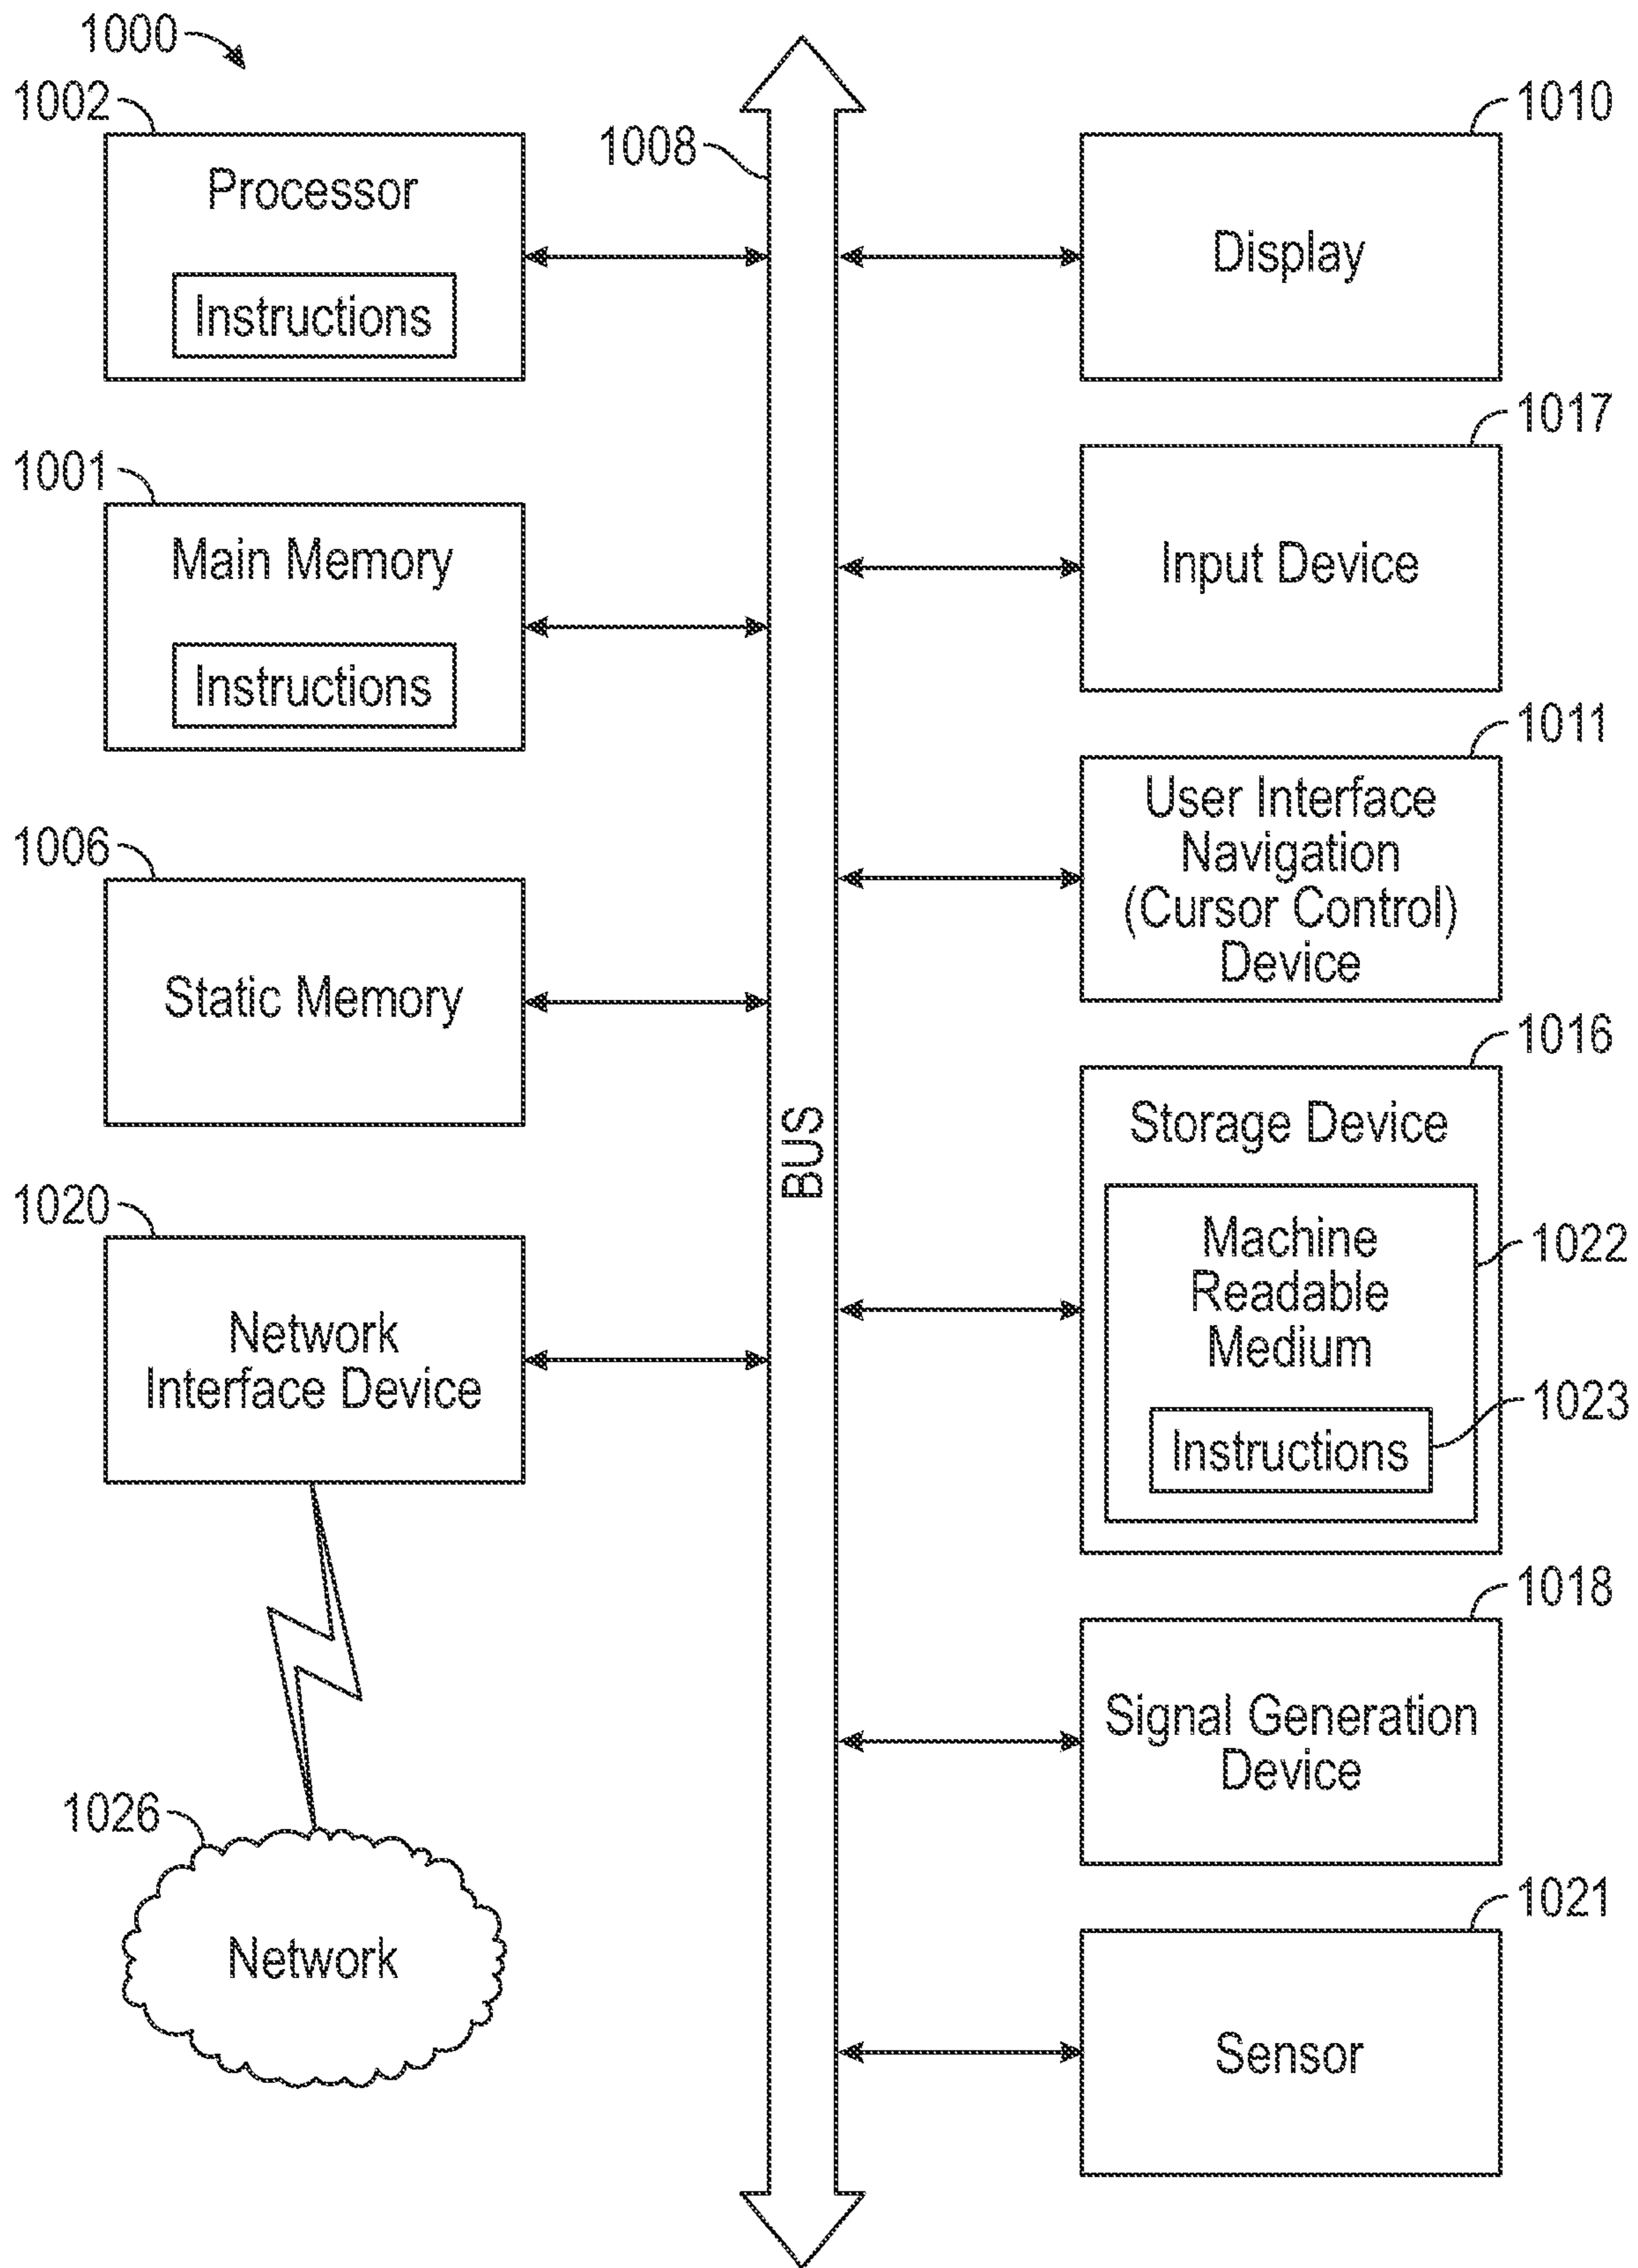 1000
1002
Processor
Instructions
1001
Main Memory
Instructions
1006
Static Memory
1020
Network
Interface Device
1026
Network
1008
BUS
1010
Display
1017
Input Device
1011
User Interface
Navigation
(Cursor Control)
Device
1016
Storage Device
Machine
Readable
Medium
1022
Instructions
1023
1018
Signal Generation
Device
1021
Sensor